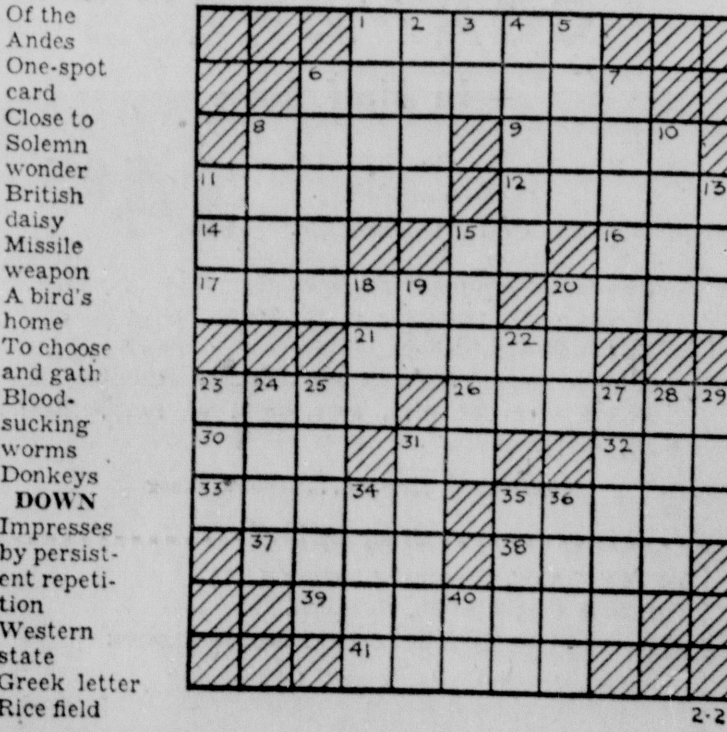 Of the
Andes
One-spot
card
Close to
Solemn
wonder
British
daisy
Missile
weapon
A bird's
home
To choose
and gath
Blood-
sucking
worms
Donkeys
DOWN
Impresses
by persist-
ent repeti-
tion
Western
state
Greek letter
Rice field
1 2 3 4 5
6 7
8 9 10
11 12 13
14 15 16
17 18 19 20
21 22
23 24 25 26 27 28 29
30 31 32
33 34 35 36
37 38
39 40
41
2-2